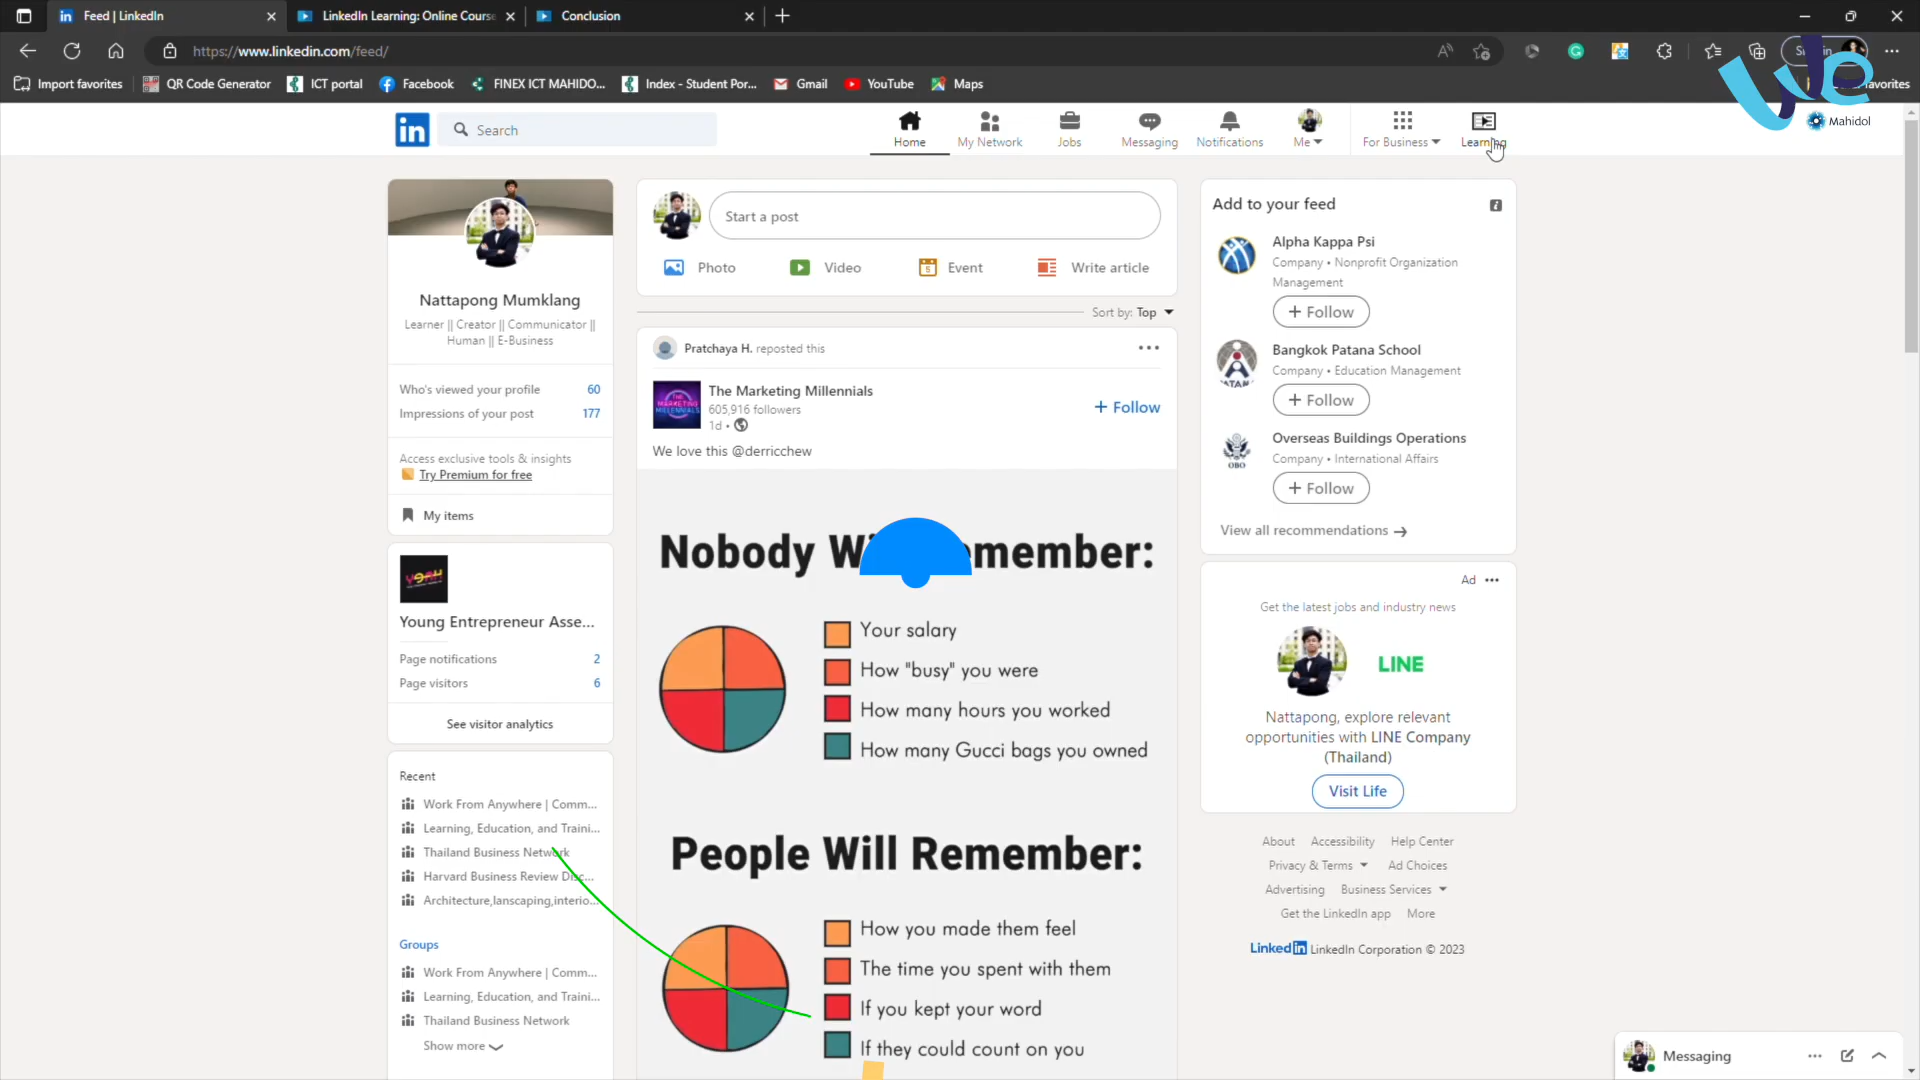 Feed | LinkedIn
LinkedIn Learning: Online Course
Conclusion
https://www.linkedin.com/feed/
Import favorites
QR Code Generator
ICT portal
Facebook
FINEX ICT MAHIDO...
Index - Student Por...
Gmail
YouTube
Maps
favorites
Mahidol
in
Search
Home
My Network
Jobs
Messaging
Notifications
Me
For Business
Learning
Nattapong Mumklang
Learner || Creator || Communicator ||
Human || E-Business
Who's viewed your profile 60
Impressions of your post 177
Access exclusive tools & insights
Try Premium for free
My items
Young Entrepreneur Asse...
Page notifications 2
Page visitors 6
See visitor analytics
Recent
Work From Anywhere | Comm...
Learning, Education, and Traini...
Thailand Business Network
Harvard Business Review Disc...
Architecture,lanscaping,interio...
Groups
Work From Anywhere | Comm...
Learning, Education, and Traini...
Thailand Business Network
Show more
Start a post
Photo
Video
Event
Write article
Sort by: Top
Pratchaya H. reposted this
THE MARKETING MILLENNIALS
The Marketing Millennials
605,916 followers
1d •
+ Follow
We love this @derricchew
Nobody Wi emember:
Your salary
How "busy" you were
How many hours you worked
How many Gucci bags you owned
People Will Remember:
How you made them feel
The time you spent with them
If you kept your word
If they could count on you
Add to your feed
Alpha Kappa Psi
Company • Nonprofit Organization
Management
+ Follow
Bangkok Patana School
Company • Education Management
+ Follow
OBO
Overseas Buildings Operations
Company • International Affairs
+ Follow
View all recommendations →
Ad
Get the latest jobs and industry news
LINE
Nattapong, explore relevant
opportunities with LINE Company
(Thailand)
Visit Life
About Accessibility Help Center
Privacy & Terms Ad Choices
Advertising Business Services
Get the LinkedIn app More
LinkedIn LinkedIn Corporation © 2023
Messaging